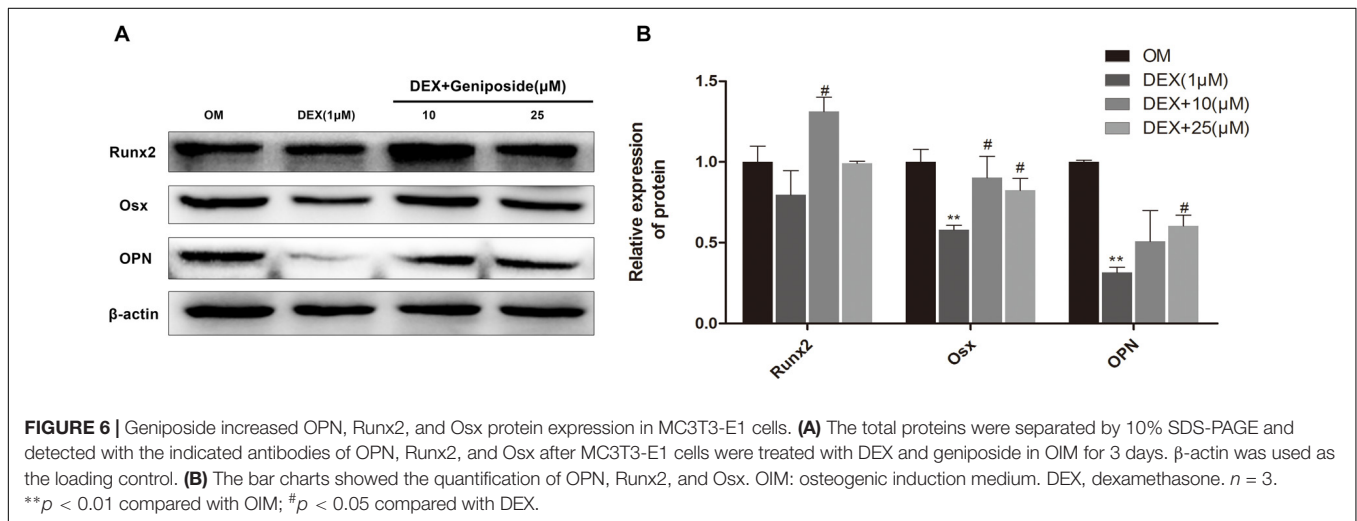 A
DEX+Geniposide(μM)
OM DEX(1μM) 10 25
Runx2
Osx
OPN
β-actin
B
OM
DEX(1μM)
DEX+10(μM)
DEX+25(μM)
Relative expression
of protein
1.5
1.0
0.5
0.0
#
**
#
#
**
#
Runx2
Osx
OPN
FIGURE 6 | Geniposide increased OPN, Runx2, and Osx protein expression in MC3T3-E1 cells. (A) The total proteins were separated by 10% SDS-PAGE and
detected with the indicated antibodies of OPN, Runx2, and Osx after MC3T3-E1 cells were treated with DEX and geniposide in OIM for 3 days. β-actin was used as
the loading control. (B) The bar charts showed the quantification of OPN, Runx2, and Osx. OIM: osteogenic induction medium. DEX, dexamethasone. n = 3.
**p < 0.01 compared with OIM; #p < 0.05 compared with DEX.